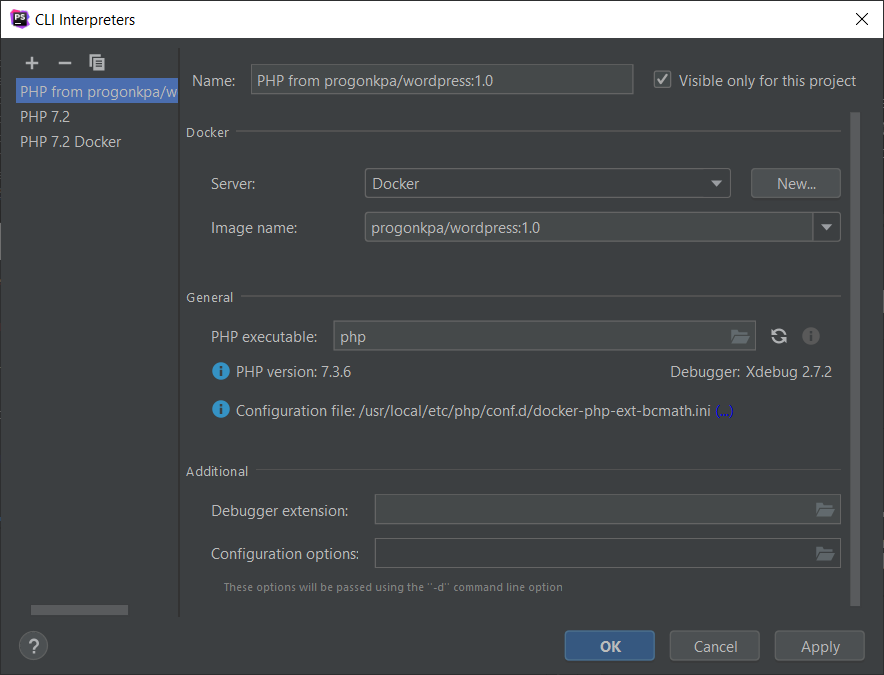 PS
CLI Interpreters
Name: PHP from progonkpa/wordpress:1.0 Visible only for this project
PHP from progonkpa/w
PHP 7.2
PHP 7.2 Docker
Docker
Server: Docker New...
Image name: progonkpa/wordpress:1.0
General
PHP executable: php
PHP version: 7.3.6 Debugger: Xdebug 2.7.2
Configuration file: /usr/local/etc/php/conf.d/docker-php-ext-bcmath.ini (...)
Additional
Debugger extension:
Configuration options:
These options will be passed using the ''-d'' command line option
? OK Cancel Apply